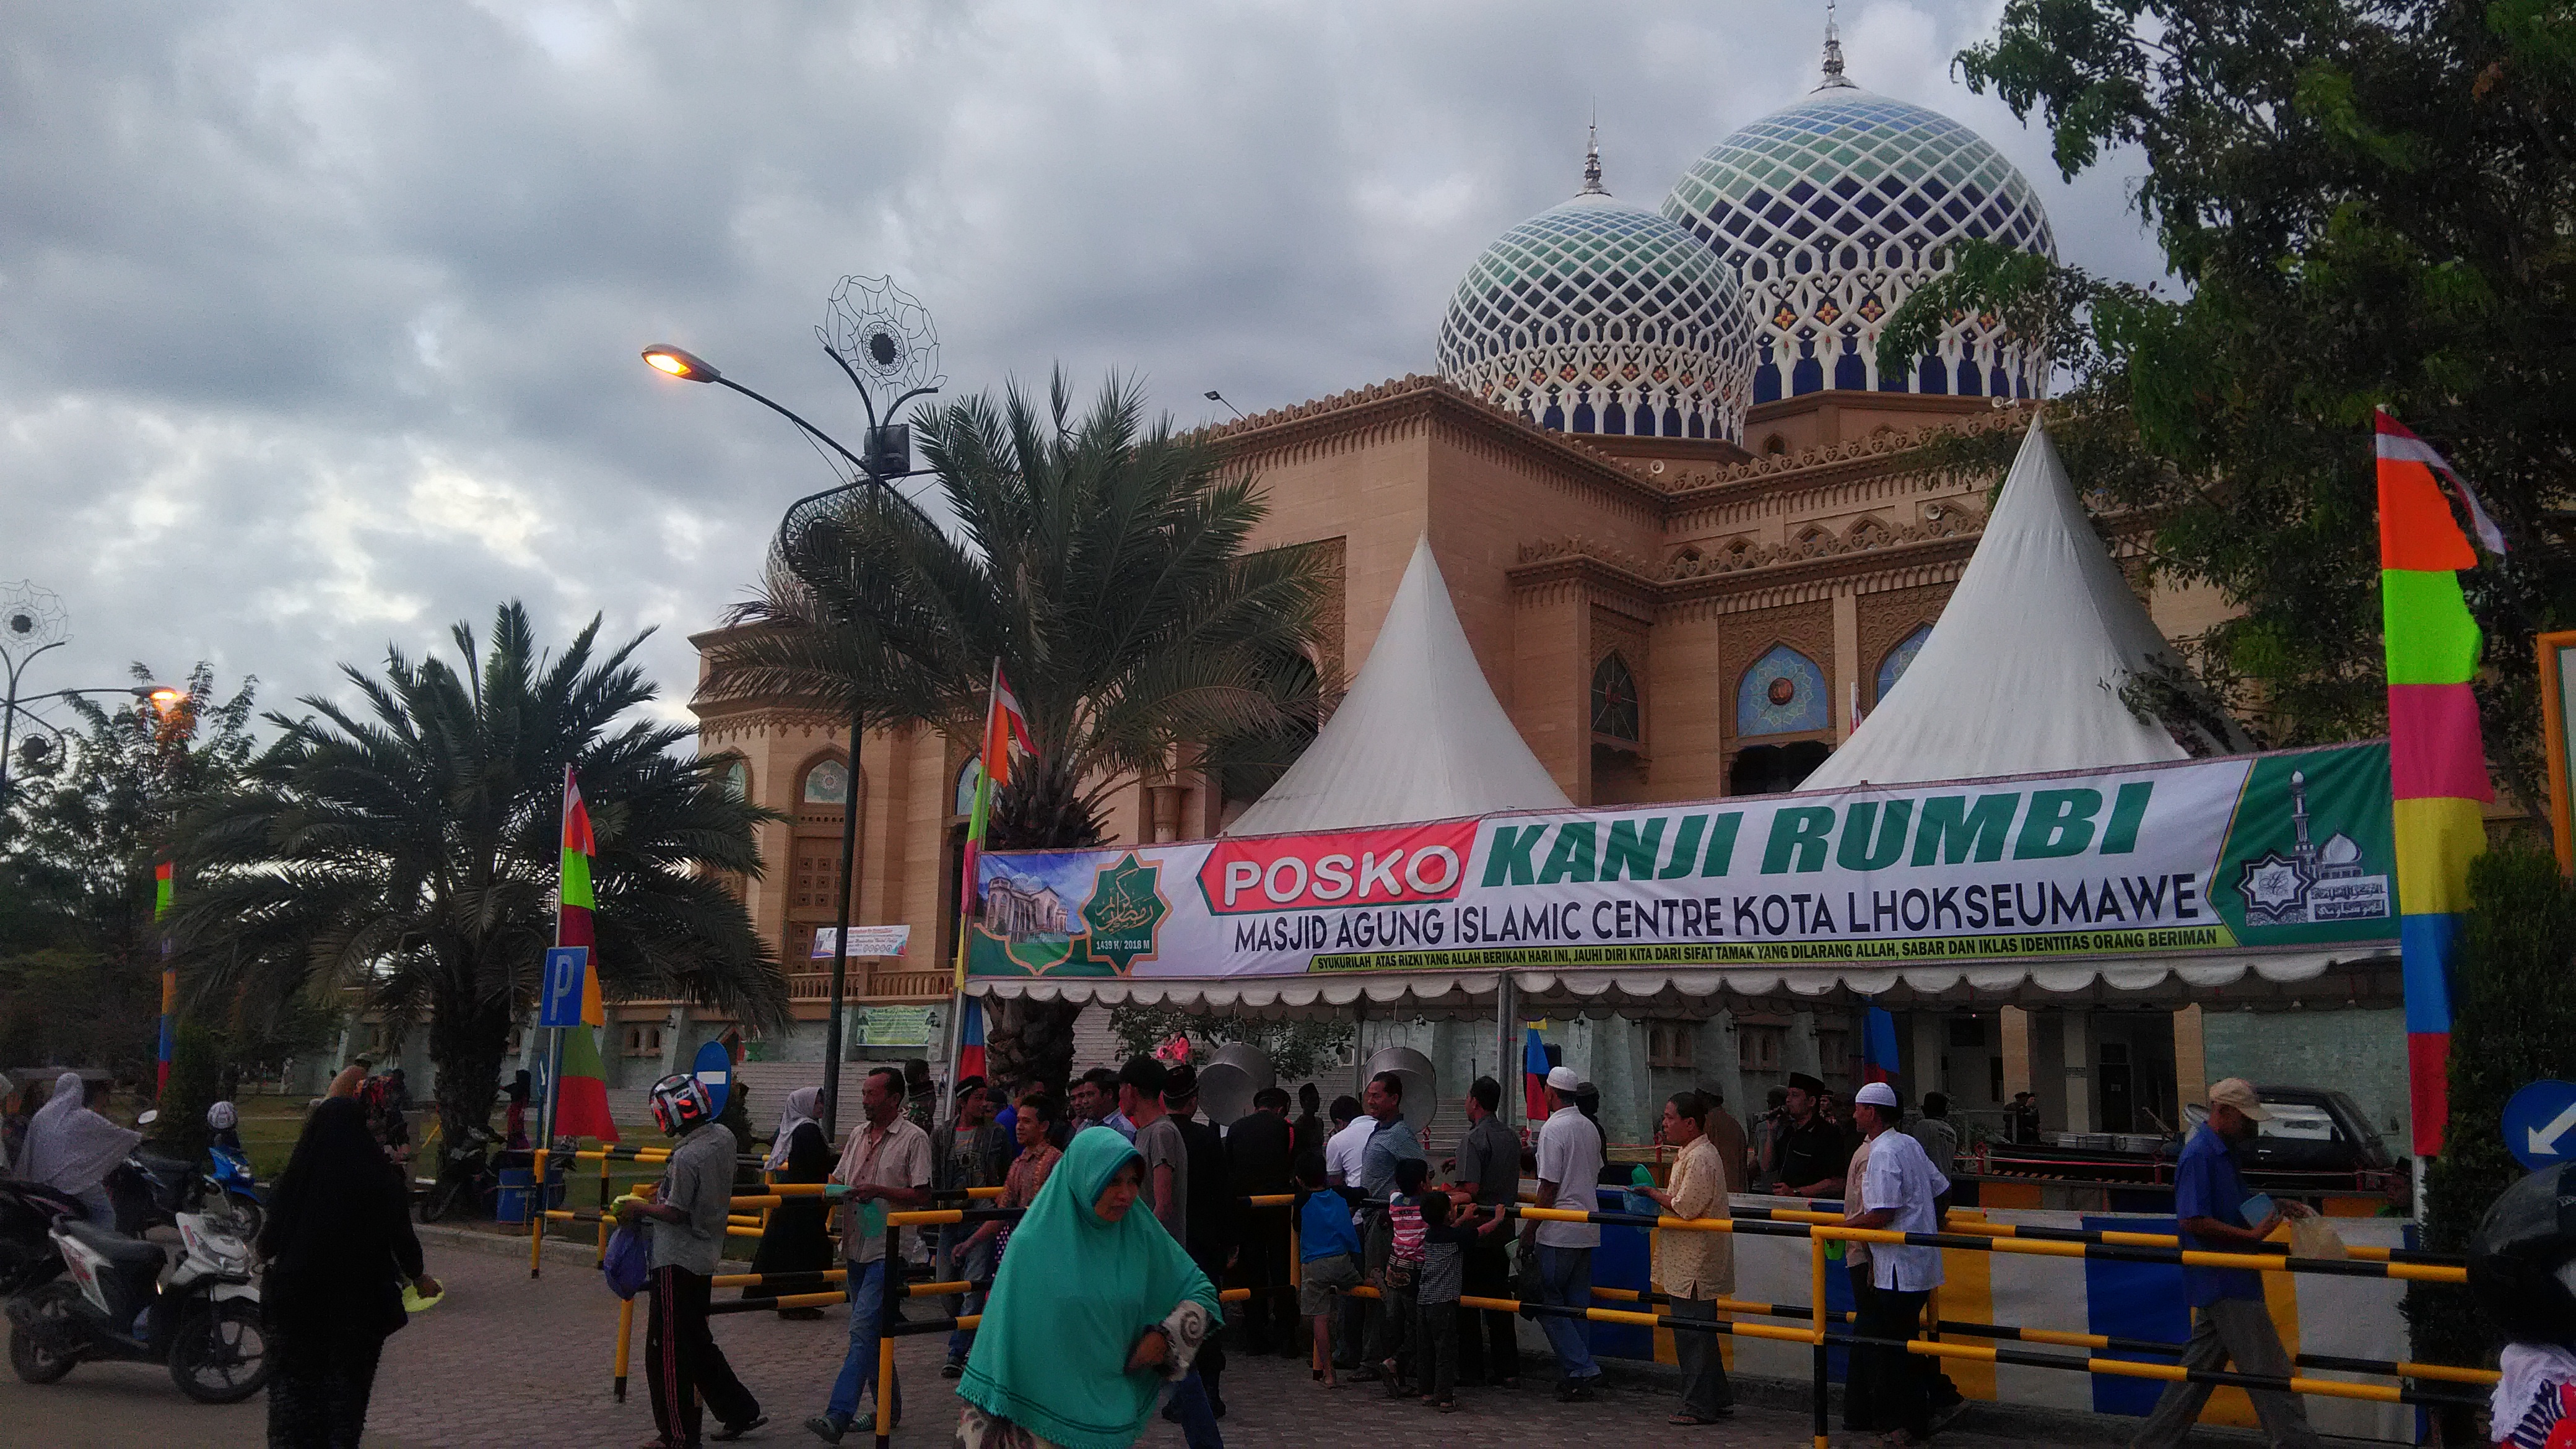 POSKO KANJI RUMBI
MASJID AGUNG ISLAMIC CENTRE KOTA LHOKSEUMAWE
SYUKURILAH ATAS RIZKI YANG ALLAH BERIKAN HARI INI, JAUHI DIRI KITA DARI SIFAT TAMAK YANG DILARANG ALLAH, SABAR DAN IKLAS IDENTITAS ORANG BERIMAN
1439 H/ 2018 M
P